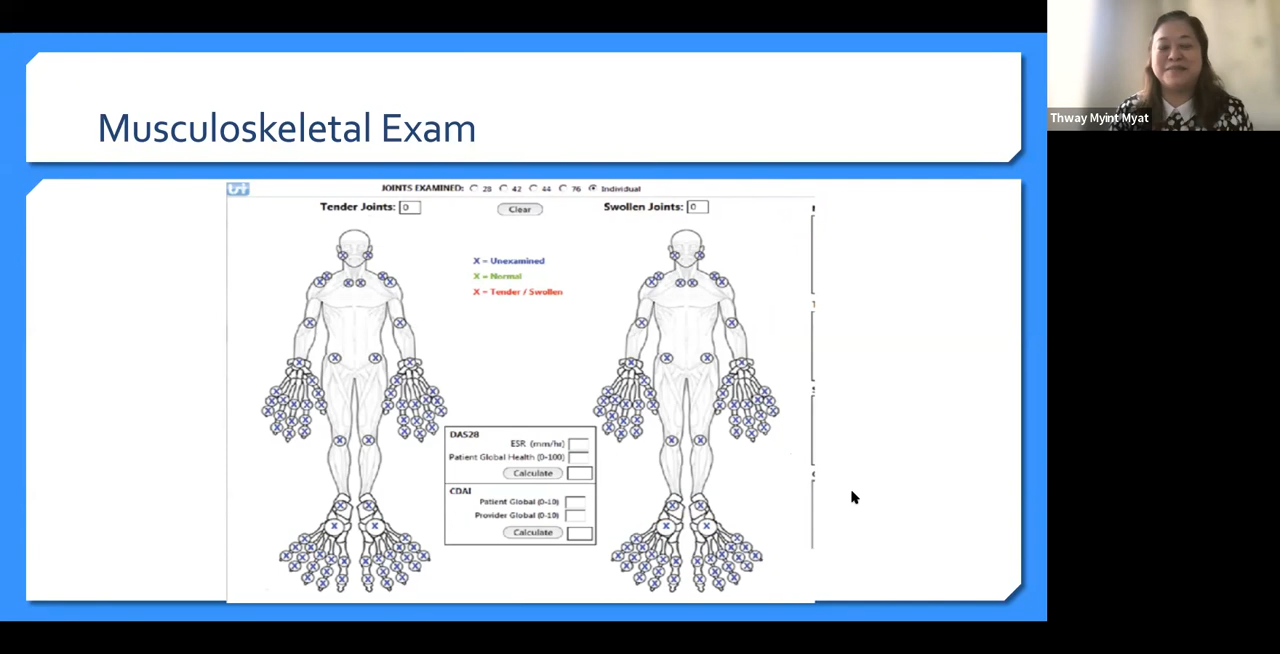 Musculoskeletal Exam
Thway Myint Myat
JOINTS EXAMINED: 28 42 44 76 Individual
Tender Joints: 0
Clear
Swollen Joints: 0
X = Unexamined
X = Normal
X = Tender / Swollen
DAS28
ESR (mm/hr)
Patient Global Health (0-100)
Calculate
CDAI
Patient Global (0-10)
Provider Global (0-10)
Calculate